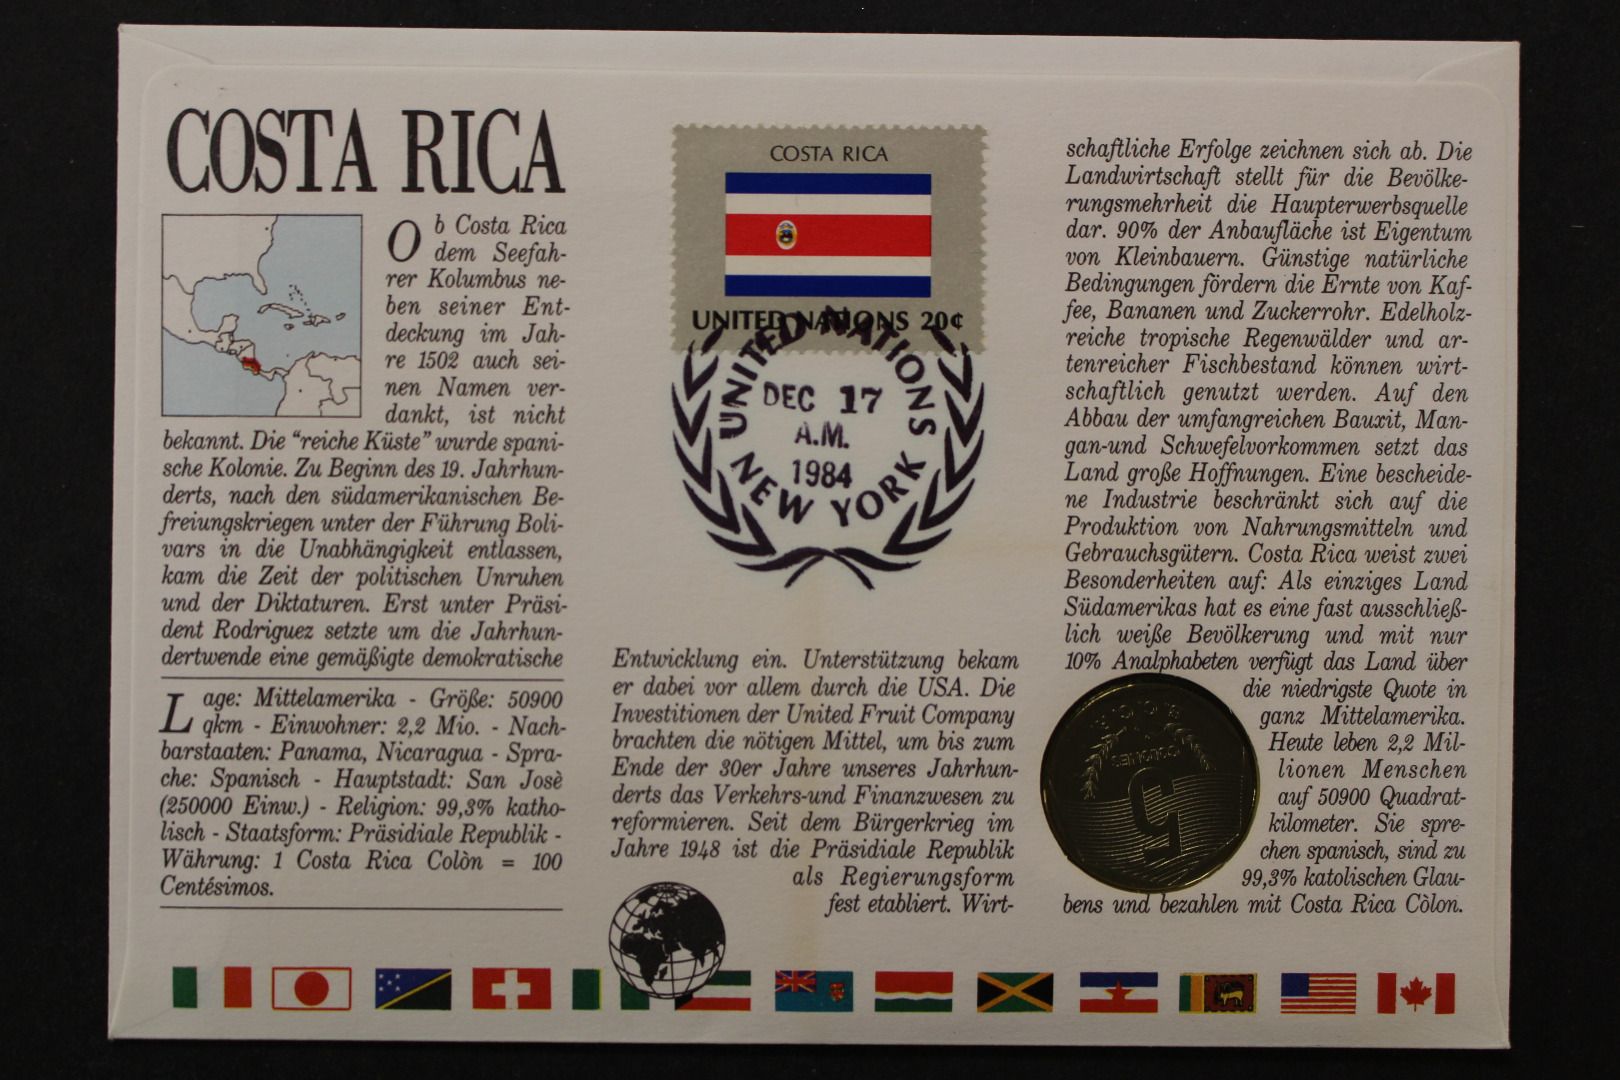 COSTA RICA
Ob Costa Rica
dem Seefah-
rer Kolumbus ne-
ben seiner Ent-
deckung im Jah-
re 1502 auch sei-
nen Namen ver-
dankt, ist nicht
bekannt. Die “reiche Küste” wurde spani-
sche Kolonie. Zu Beginn des 19. Jahrhun-
derts, nach den südamerikanischen Be-
freiungskriegen unter der Führung Boli-
vars in die Unabhängigkeit entlassen,
kam die Zeit der politischen Unruhen
und der Diktaturen. Erst unter Präsi-
dent Rodriguez setzte um die Jahrhun-
dertwende eine gemäßigte demokratische
Lage: Mittelamerika - Größe: 50900
qkm - Einwohner: 2,2 Mio. - Nach-
barstaaten: Panama, Nicaragua - Spra-
che: Spanisch - Hauptstadt: San Josè
(250000 Einw.) - Religion: 99,3% katho-
lisch - Staatsform: Präsidiale Republik -
Währung: 1 Costa Rica Colòn = 100
Centésimos.
COSTA RICA
UNITED NATIONS 20¢
UNITED NATIONS
DEC 17
A.M.
1984
NEW YORK
Entwicklung ein. Unterstützung bekam
er dabei vor allem durch die USA. Die
Investitionen der United Fruit Company
brachten die nötigen Mittel, um bis zum
Ende der 30er Jahre unseres Jahrhun-
derts das Verkehrs-und Finanzwesen zu
reformieren. Seit dem Bürgerkrieg im
Jahre 1948 ist die Präsidiale Republik
als Regierungsform
fest etabliert. Wirt-
schaftliche Erfolge zeichnen sich ab. Die
Landwirtschaft stellt für die Bevölke-
rungsmehrheit die Haupterwerbsquelle
dar. 90% der Anbaufläche ist Eigentum
von Kleinbauern. Günstige natürliche
Bedingungen fördern die Ernte von Kaf-
fee, Bananen und Zuckerrohr. Edelholz-
reiche tropische Regenwälder und ar-
tenreicher Fischbestand können wirt-
schaftlich genutzt werden. Auf den
Abbau der umfangreichen Bauxit, Man-
gan-und Schwefelvorkommen setzt das
Land große Hoffnungen. Eine bescheide-
ne Industrie beschränkt sich auf die
Produktion von Nahrungsmitteln und
Gebrauchsgütern. Costa Rica weist zwei
Besonderheiten auf: Als einziges Land
Südamerikas hat es eine fast ausschließ-
lich weiße Bevölkerung und mit nur
10% Analphabeten verfügt das Land über
die niedrigste Quote in
ganz Mittelamerika.
Heute leben 2,2 Mil-
lionen Menschen
auf 50900 Quadrat-
kilometer. Sie spre-
chen spanisch, sind zu
99,3% katolischen Glau-
bens und bezahlen mit Costa Rica Còlon.
5
COLONES
B.C.C.R.